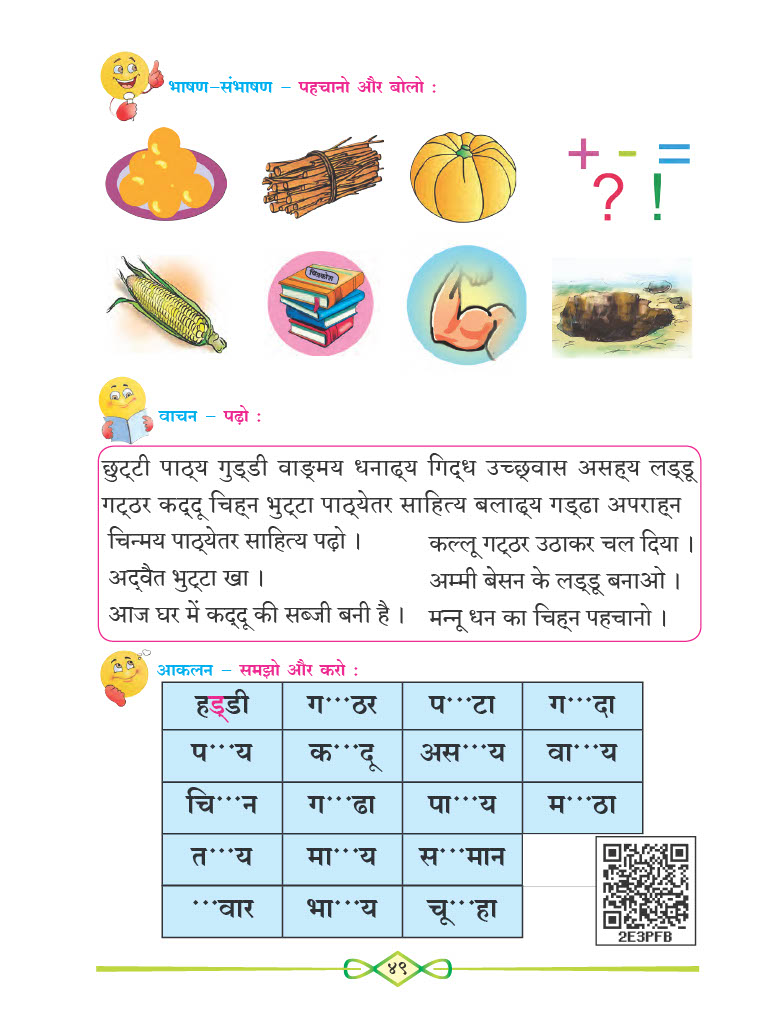 भाषण-संभाषण - पहचानो और बोलो :
+ - =
? !
छुट्‌टी पाठ्‌य गुड्‌डी वाङ्‌मय धनाढ्‌य गिद्‌ध उच्छ्‌वास असह्‌य लड्‌डू
गट्‌ठर कद्‌दू चिह्‌न भुट्‌टा पाठ्‌येतर साहित्य बलाढ्‌य गड्‌ढा अपराह्‌न
वाचन - पढ़ो :
चिन्मय पाठ्‌येतर साहित्य पढ़ो ।
अद्‌वैत भुट्‌टा खा ।
आज घर में कद्‌दू की सब्जी बनी है ।
कल्लू गट्‌ठर उठाकर चल दिया ।
अम्मी बेसन के लड्‌डू बनाओ ।
मन्नू धन का चिह्‌न पहचानो ।
आकलन - समझो और करो :
हड्‌डी ग···ठर प···टा ग···दा
प···य क···दू अस···य वा···य
चि···न ग···ढा पा···य म···ठा
त···य मा···य स···मान
···वार भा···य चू···हा
2E3PFB
४९